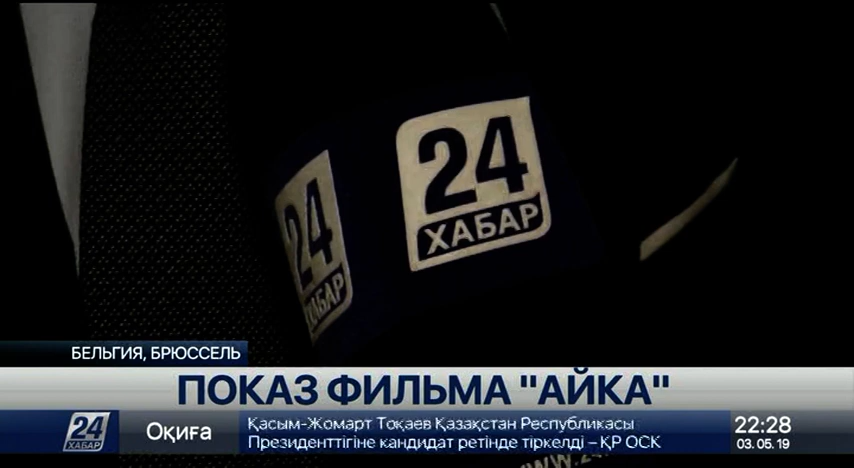 24
ХАБАР
24
ХАБАР
БЕЛЬГИЯ, БРЮССЕЛЬ
ПОКАЗ ФИЛЬМА "АЙКА"
24
ХАБАР
Оқиға
Қасым-Жомарт Тоқаев Қазақстан Республикасы
Президенттігіне кандидат ретінде тіркелді – ҚР ОСК
22:28
03.05.19